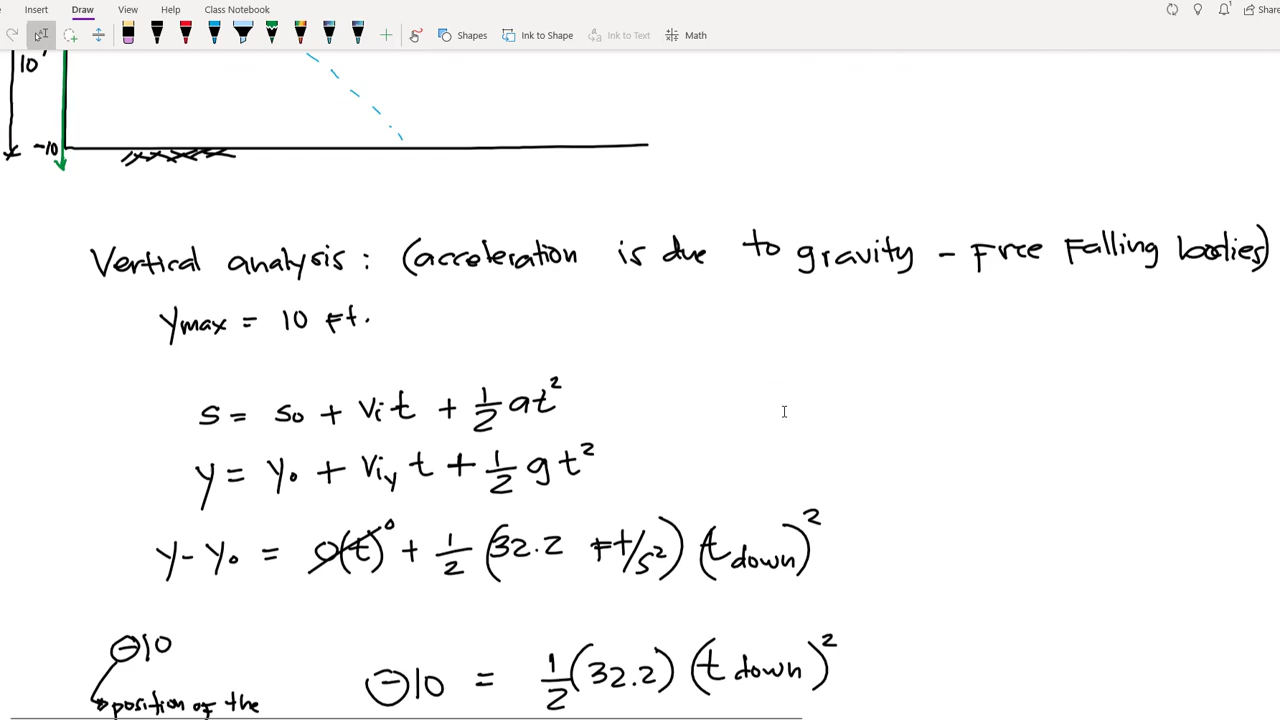 Insert Draw View Help Class Notebook Share
Shapes Ink to Shape Ink to Text Math
10'
-10
Vertical analysis : (acceleration is due to gravity - Free Falling bodies)
Ymax = 10 Ft.
s = s₀ + Vᵢt + 1/2 at²
y = y₀ + Viy t + 1/2 gt²
y - y₀ = 0(t)⁰ + 1/2 (32.2 Ft/s²) (t down)²
-10
-10 = 1/2 (32.2) (t down)²
position of the